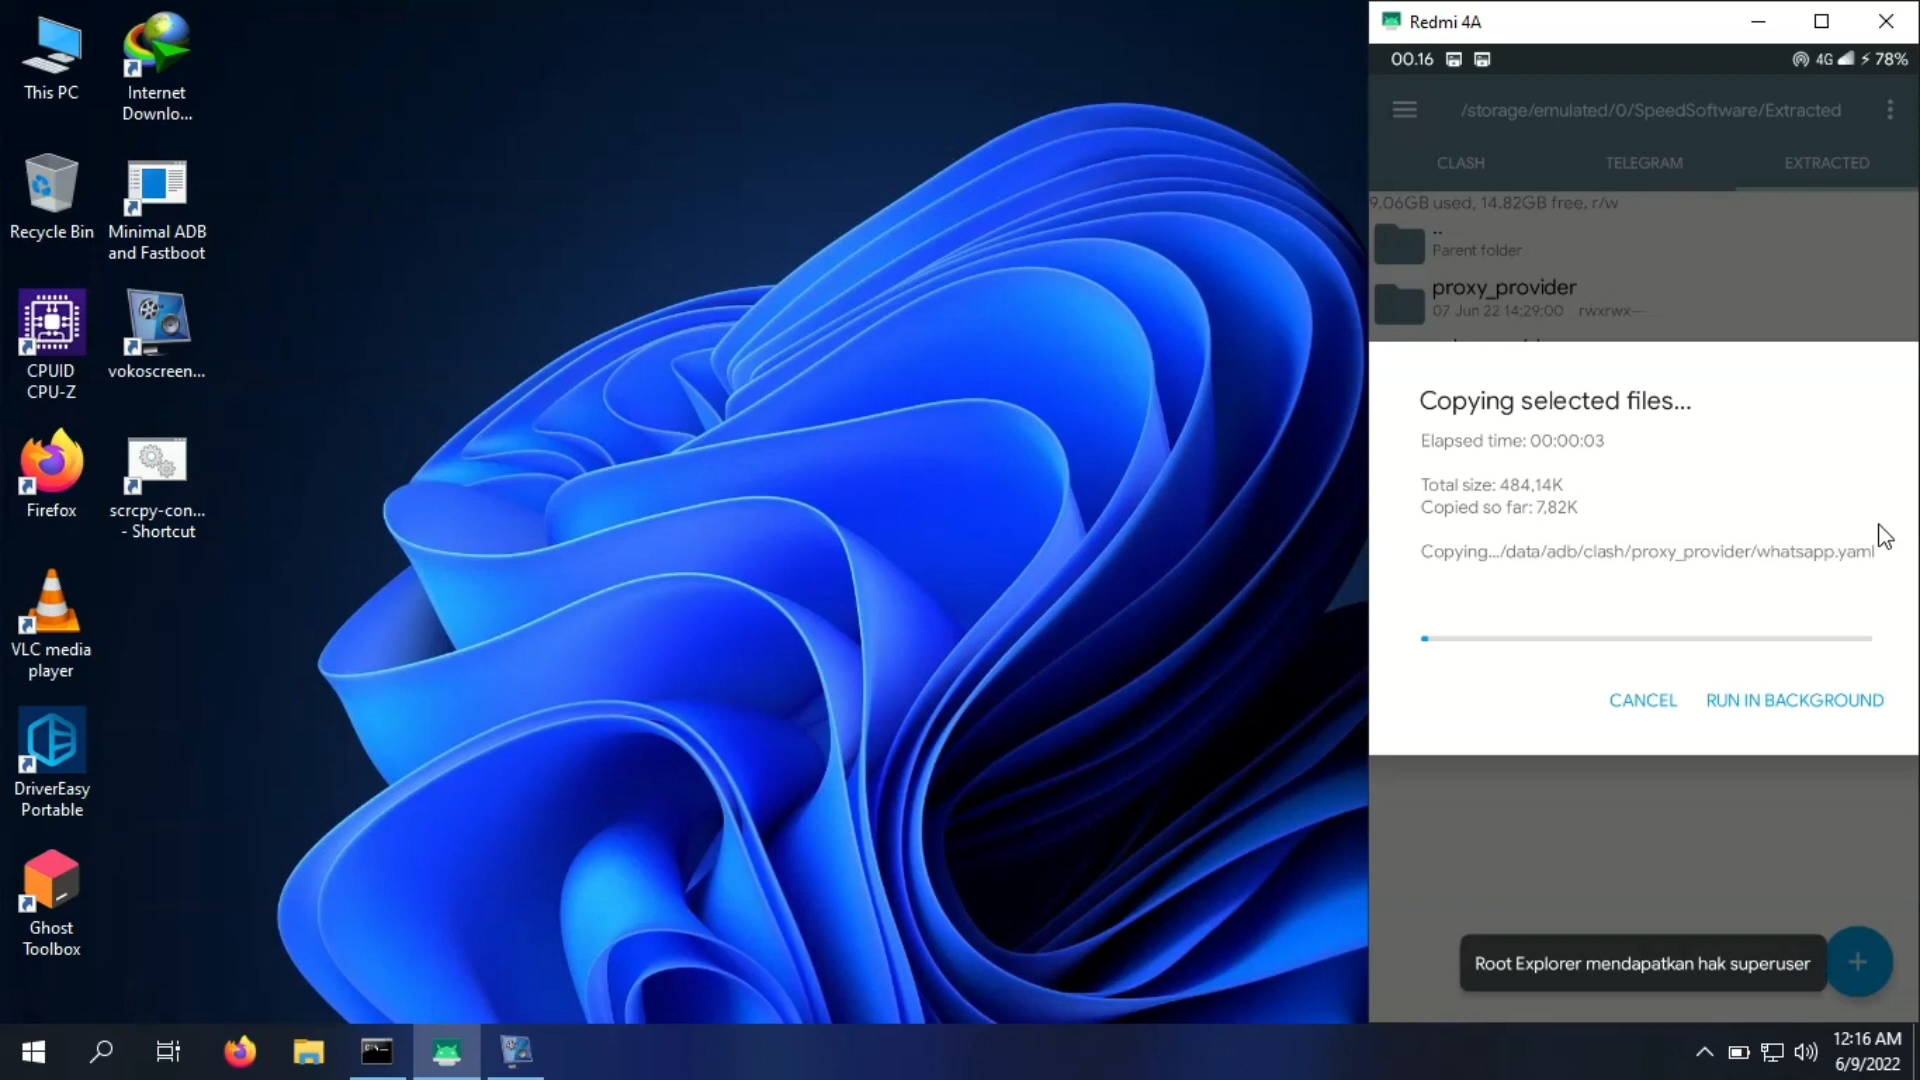 This PC
Internet
Downlo...
Recycle Bin
Minimal ADB
and Fastboot
CPUID
CPU-Z
vokoscreen...
Firefox
scrcpy-con...
- Shortcut
VLC media
player
DriverEasy
Portable
Ghost
Toolbox
Redmi 4A
00.16
4G
78%
/storage/emulated/0/SpeedSoftware/Extracted
CLASH
TELEGRAM
EXTRACTED
9,06GB used, 14,82GB free, r/w
..
Parent folder
proxy_provider
07 Jun 22 14:29:00 rwxrwx---
Copying selected files...
Elapsed time: 00:00:03
Total size: 484,14K
Copied so far: 7,82K
Copying.../data/adb/clash/proxy_provider/whatsapp.yaml
CANCEL
RUN IN BACKGROUND
Root Explorer mendapatkan hak superuser
+
12:16 AM
6/9/2022